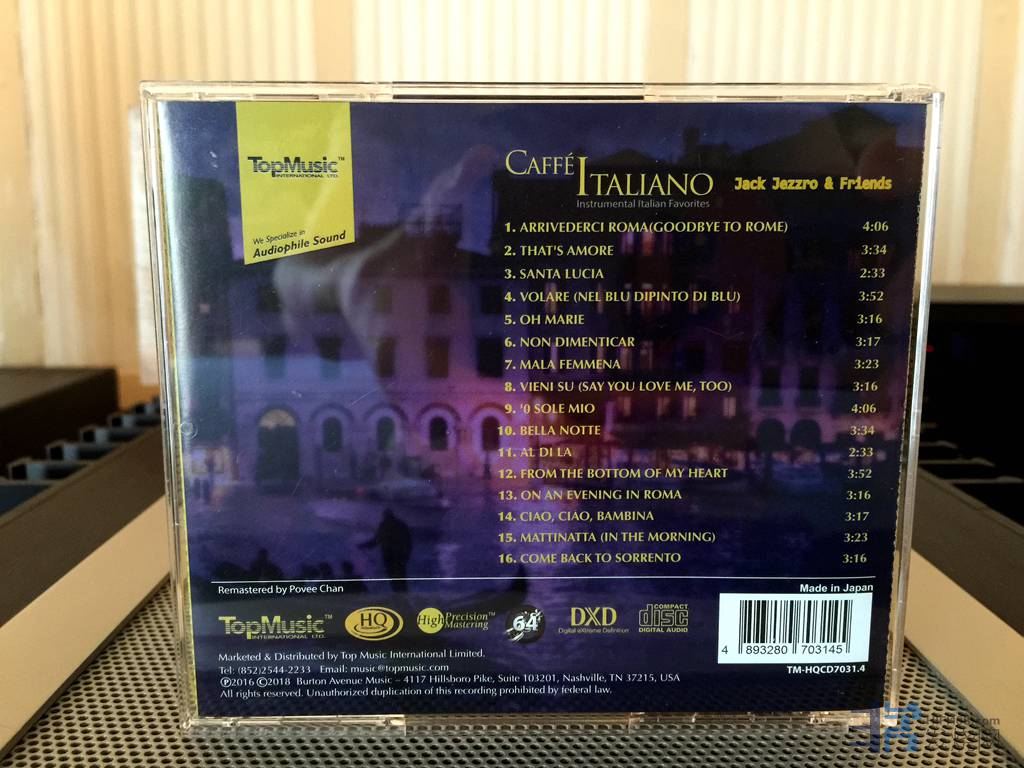 TopMusic™
INTERNATIONAL LTD.
We Specialize in
Audiophile Sound
CAFFÉ ITALIANO
Jack Jezzro & Friends
Instrumental Italian Favorites
1. ARRIVEDERCI ROMA(GOODBYE TO ROME) 4:06
2. THAT'S AMORE 3:34
3. SANTA LUCIA 2:33
4. VOLARE (NEL BLU DIPINTO DI BLU) 3:52
5. OH MARIE 3:16
6. NON DIMENTICAR 3:17
7. MALA FEMMENA 3:23
8. VIENI SU (SAY YOU LOVE ME, TOO) 3:16
9. '0 SOLE MIO 4:06
10. BELLA NOTTE 3:34
11. AL DI LA 2:33
12. FROM THE BOTTOM OF MY HEART 3:52
13. ON AN EVENING IN ROMA 3:16
14. CIAO, CIAO, BAMBINA 3:17
15. MATTINATTA (IN THE MORNING) 3:23
16. COME BACK TO SORRENTO 3:16
Remastered by Povee Chan
Made in Japan
TopMusic™
INTERNATIONAL LTD.
HQ
High Precision™
Mastering
64
DXD
Digital eXtreme Definition
COMPACT
disc
DIGITAL AUDIO
4 893280 703145
TM-HQCD7031.4
Marketed & Distributed by Top Music International Limited.
Tel: (852)2544-2233 Email: music@topmusic.com
℗2016 ©2018 Burton Avenue Music – 4117 Hillsboro Pike, Suite 103201, Nashville, TN 37215, USA
All rights reserved. Unauthorized duplication of this recording prohibited by federal law.